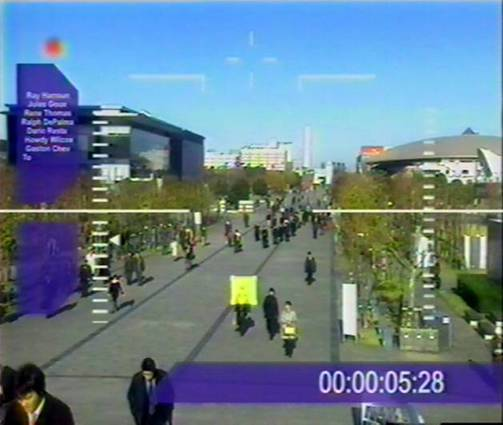 Ray Harroun
Jules Goux
Rene Thomas
Ralph DePalma
Dario Resta
Howdy Wilcox
Gaston Chev
To
00:00:05:28